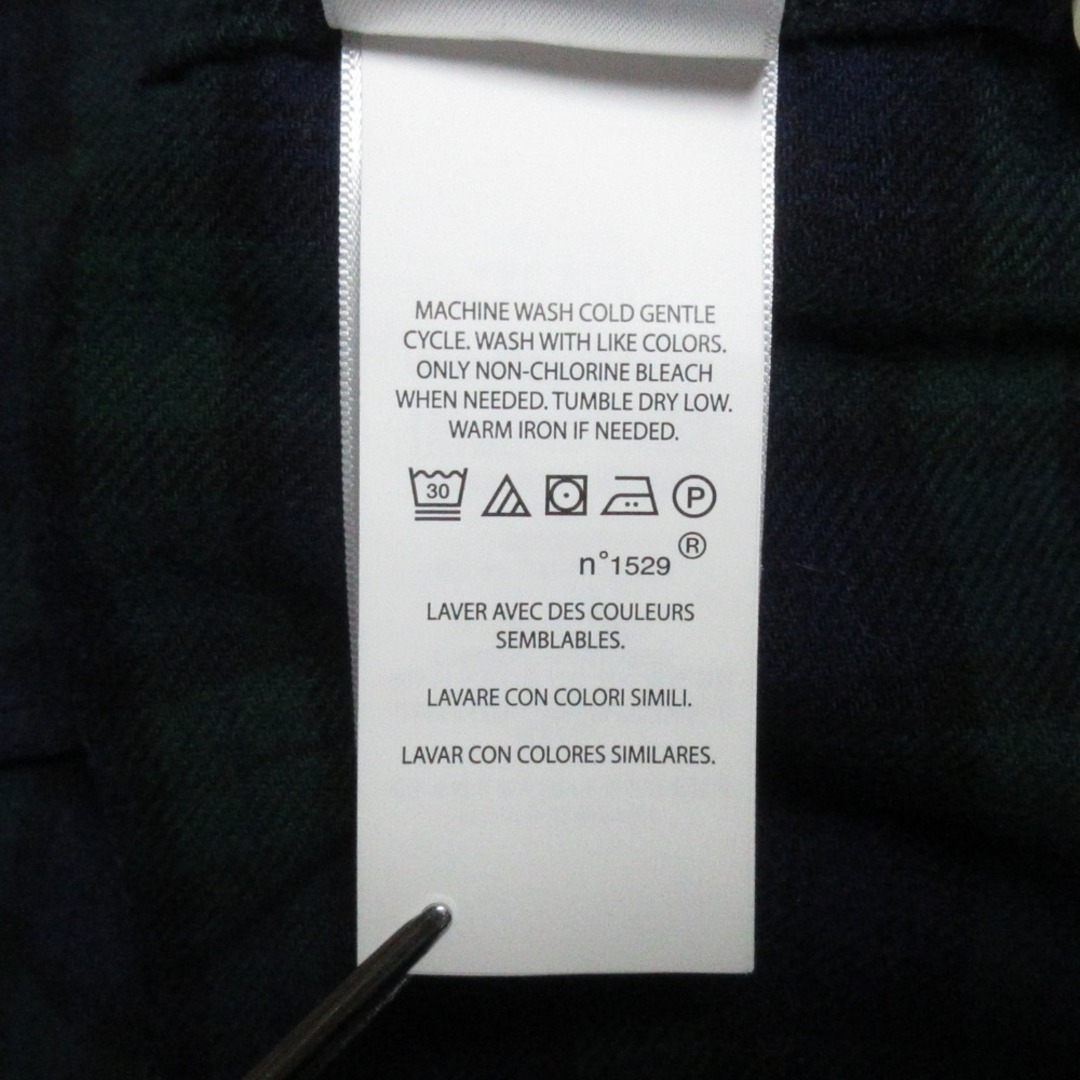 MACHINE WASH COLD GENTLE
CYCLE. WASH WITH LIKE COLORS.
ONLY NON-CHLORINE BLEACH
WHEN NEEDED. TUMBLE DRY LOW.
WARM IRON IF NEEDED.
30 P
n°1529 ®
LAVER AVEC DES COULEURS
SEMBLABLES.
LAVARE CON COLORI SIMILI.
LAVAR CON COLORES SIMILARES.